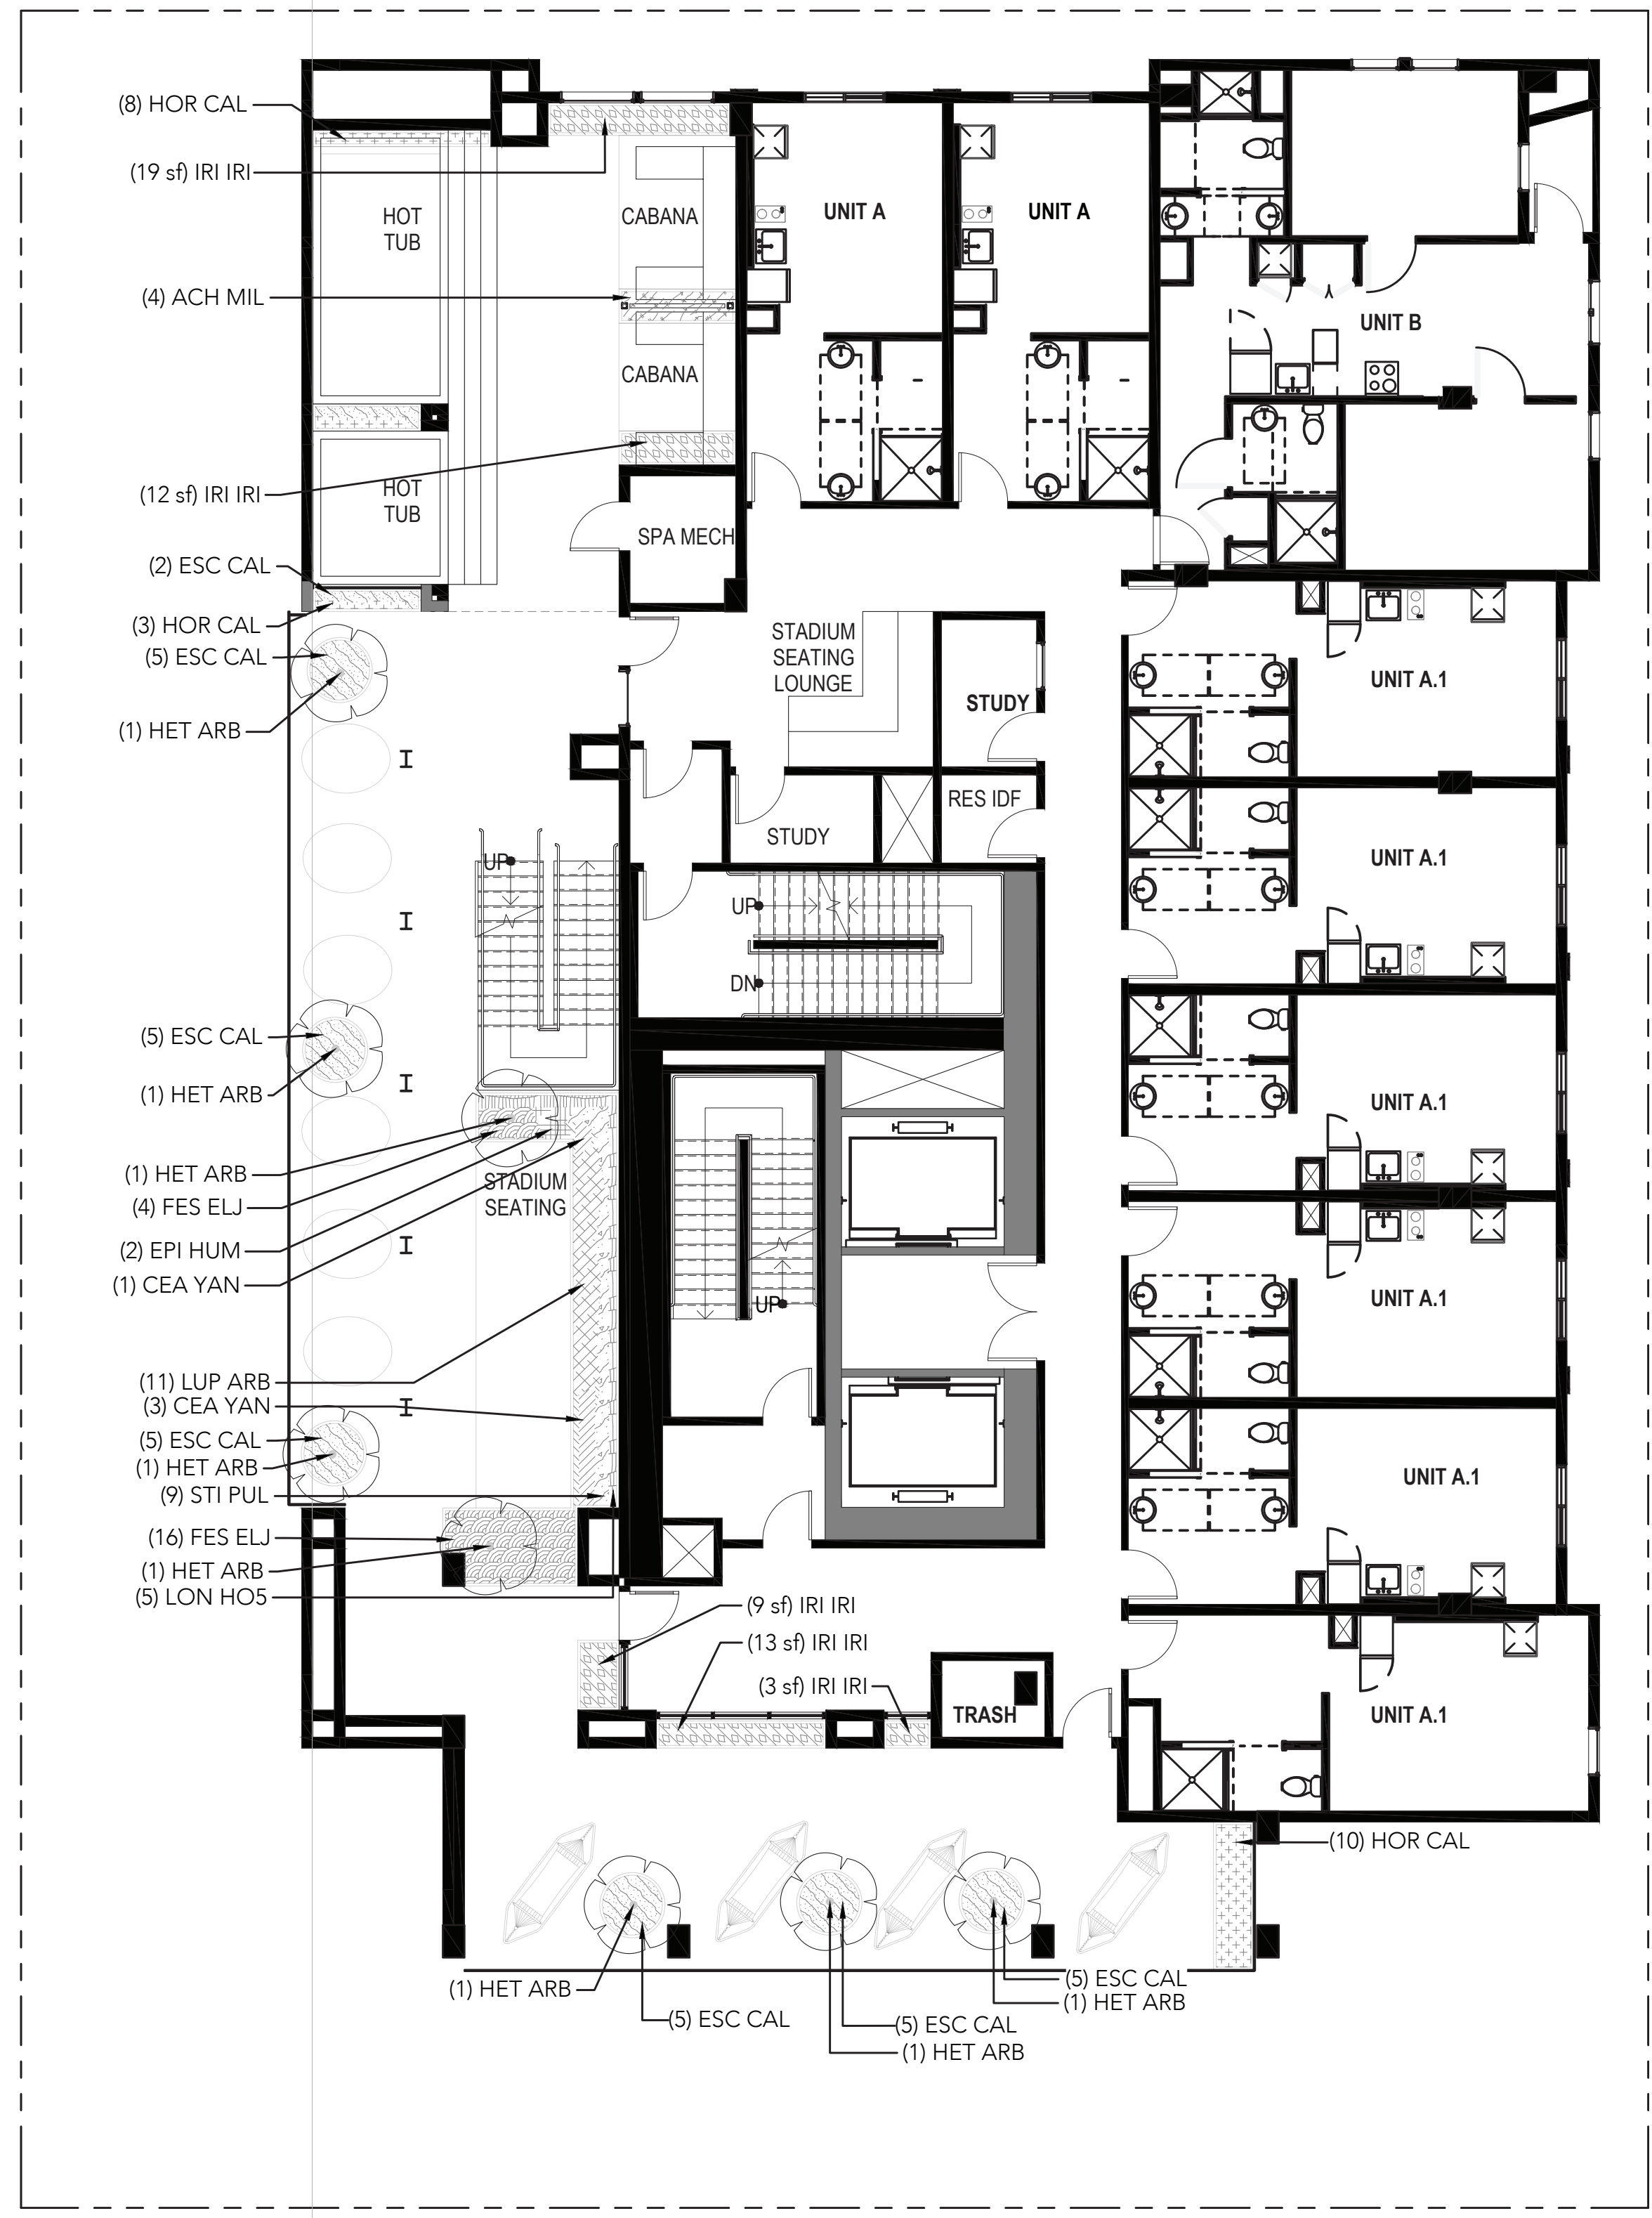 (8) HOR CAL
(19 sf) IRI IRI
HOT
TUB
CABANA
UNIT A
UNIT A
(4) ACH MIL
UNIT B
CABANA
(12 sf) IRI IRI
HOT
TUB
SPA MECH
(2) ESC CAL
(3) HOR CAL
(5) ESC CAL
(1) HET ARB
STADIUM
SEATING
LOUNGE
STUDY
UNIT A.1
RES IDF
STUDY
UNIT A.1
UP
UP
DN
(5) ESC CAL
(1) HET ARB
UNIT A.1
(1) HET ARB
(4) FES ELJ
(2) EPI HUM
(1) CEA YAN
STADIUM
SEATING
UP
UNIT A.1
(11) LUP ARB
(3) CEA YAN
(5) ESC CAL
(1) HET ARB
(9) STI PUL
(16) FES ELJ
(1) HET ARB
(5) LON HO5
UNIT A.1
(9 sf) IRI IRI
(13 sf) IRI IRI
(3 sf) IRI IRI
TRASH
UNIT A.1
(10) HOR CAL
(1) HET ARB
(5) ESC CAL
(5) ESC CAL
(1) HET ARB
(5) ESC CAL
(1) HET ARB